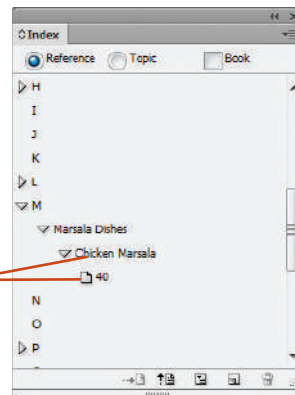 Index
Reference Topic Book
H
I
J
K
L
M
Marsala Dishes
Chicken Marsala
40
N
O
P